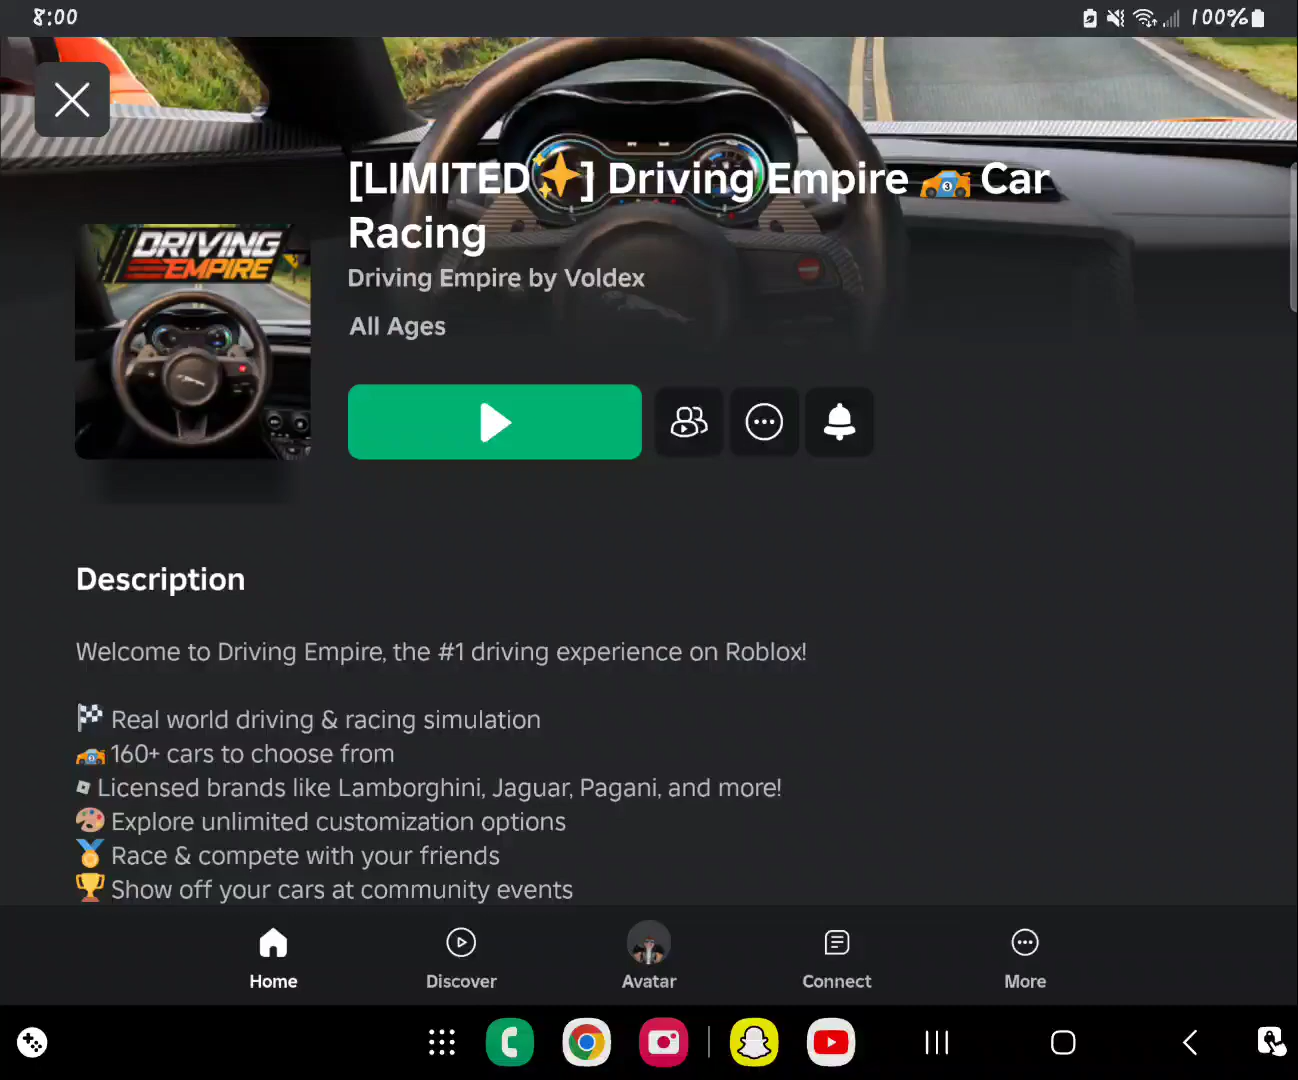 8:00
100%
[LIMITED✨] Driving Empire 🏎️ Car
Racing
DRIVING
EMPIRE
Driving Empire by Voldex
All Ages
Description
Welcome to Driving Empire, the #1 driving experience on Roblox!
🏁 Real world driving & racing simulation
🏎️ 160+ cars to choose from
Licensed brands like Lamborghini, Jaguar, Pagani, and more!
🎨 Explore unlimited customization options
🏅 Race & compete with your friends
🏆 Show off your cars at community events
Home
Discover
Avatar
Connect
More